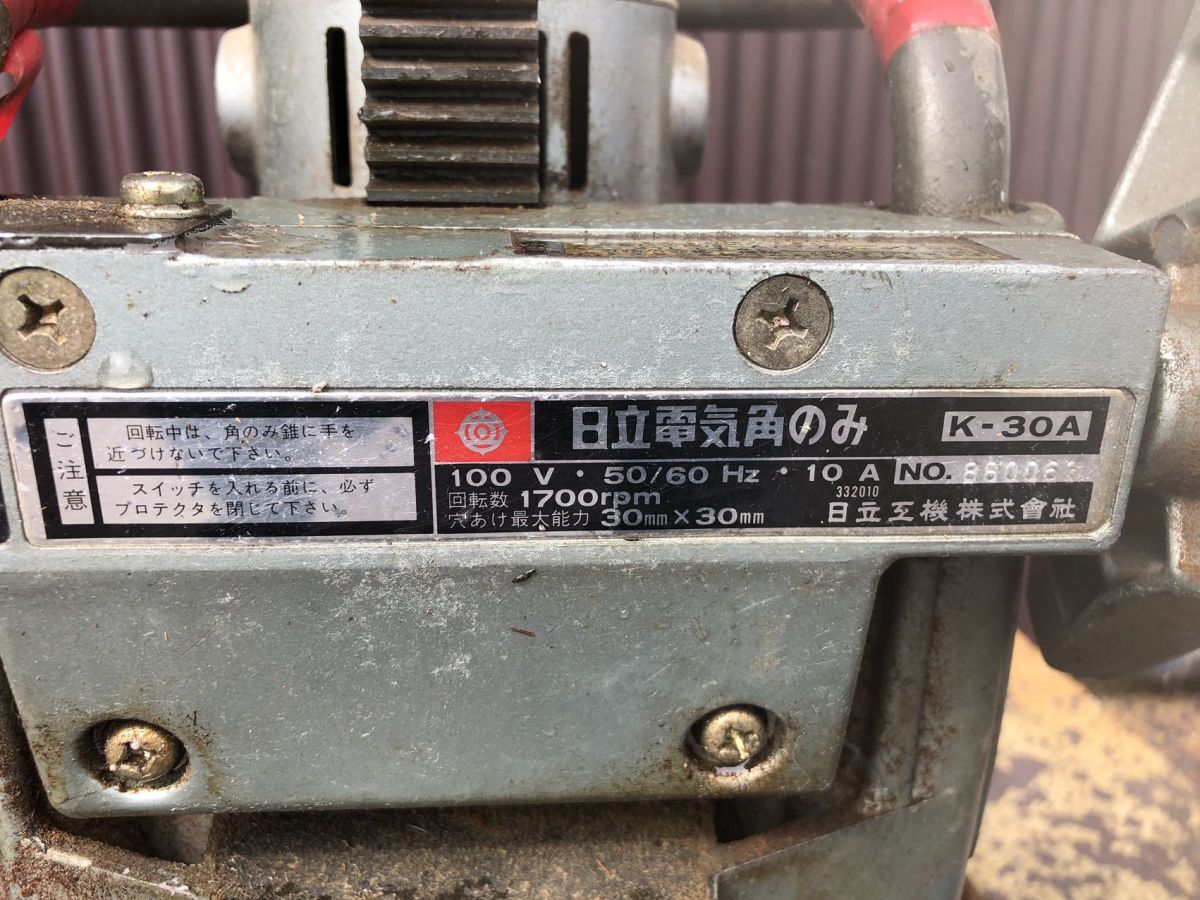 ご注意
回転中は、角のみ錐に手を
近づけないで下さい。
スイッチを入れる前に、必ず
プロテクタを閉じて下さい。
日立電気角のみ K-30A
100 V・50/60 Hz・10 A NO.
回転数 1700rpm
332010
穴あけ最大能力 30mm×30mm 日立工機株式會社